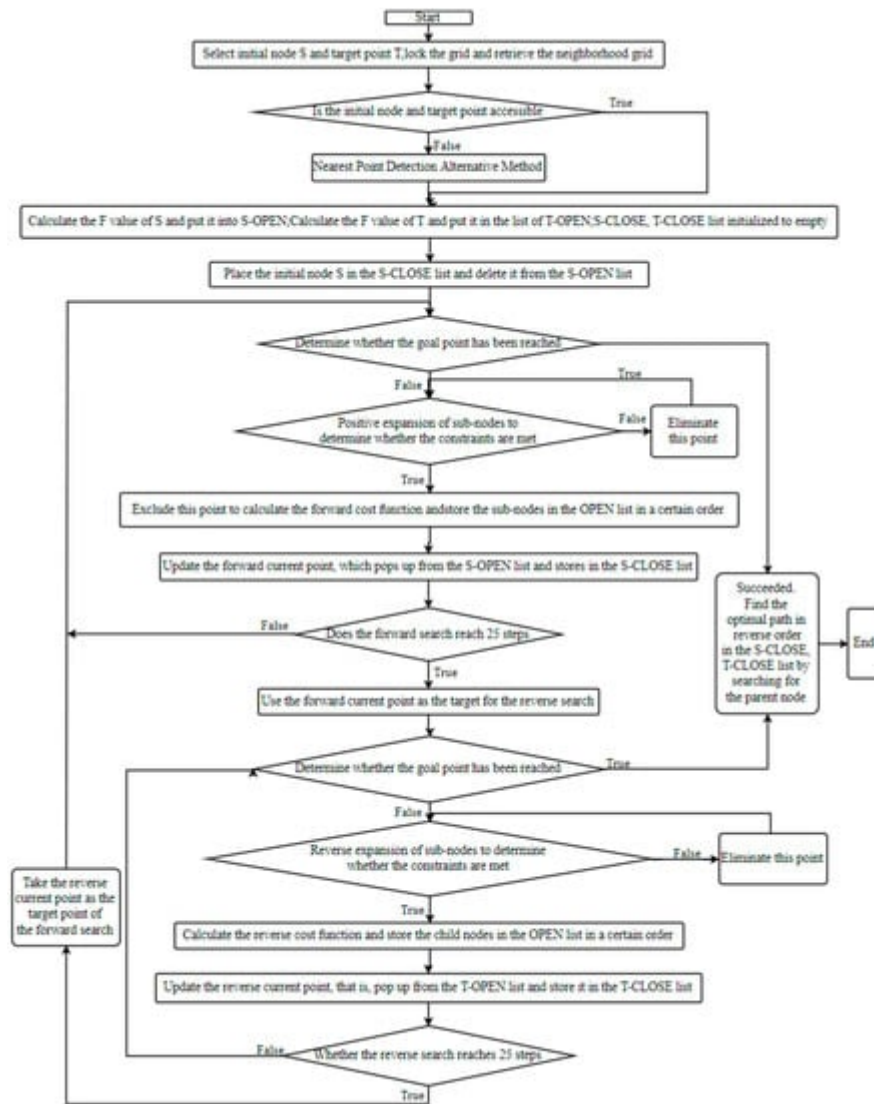 Start
Select initial node S and target point T,lock the grid and retrieve the neighborhood grid
Is the initial node and target point accessible
True
False
Nearest Point Detection Alternative Method
Calculate the F value of S and put it into S-OPEN;Calculate the F value of T and put it in the list of T-OPEN;S-CLOSE, T-CLOSE list initialized to empty
Place the initial node S in the S-CLOSE list and delete it from the S-OPEN list
Determine whether the goal point has been reached
False
True
Positive expansion of sub-nodes to
determine whether the constraints are met
False
Eliminate
this point
True
Exclude this point to calculate the forward cost function andstore the sub-nodes in the OPEN list in a certain order
Update the forward current point, which pops up from the S-OPEN list and stores in the S-CLOSE list
False
Does the forward search reach 25 steps
True
Succeeded.
Find the
optimal path in
reverse order
in the S-CLOSE,
T-CLOSE list by
searching for
the parent node
End
Use the forward current point as the target for the reverse search
Determine whether the goal point has been reached
True
False
Reverse expansion of sub-nodes to determine
whether the constraints are met
False
Eliminate this point
True
Take the reverse
current point as the
target point of
the forward search
Calculate the reverse cost function and store the child nodes in the OPEN list in a certain order
Update the reverse current point, that is, pop up from the T-OPEN list and store it in the T-CLOSE list
False
Whether the reverse search reaches 25 steps
True